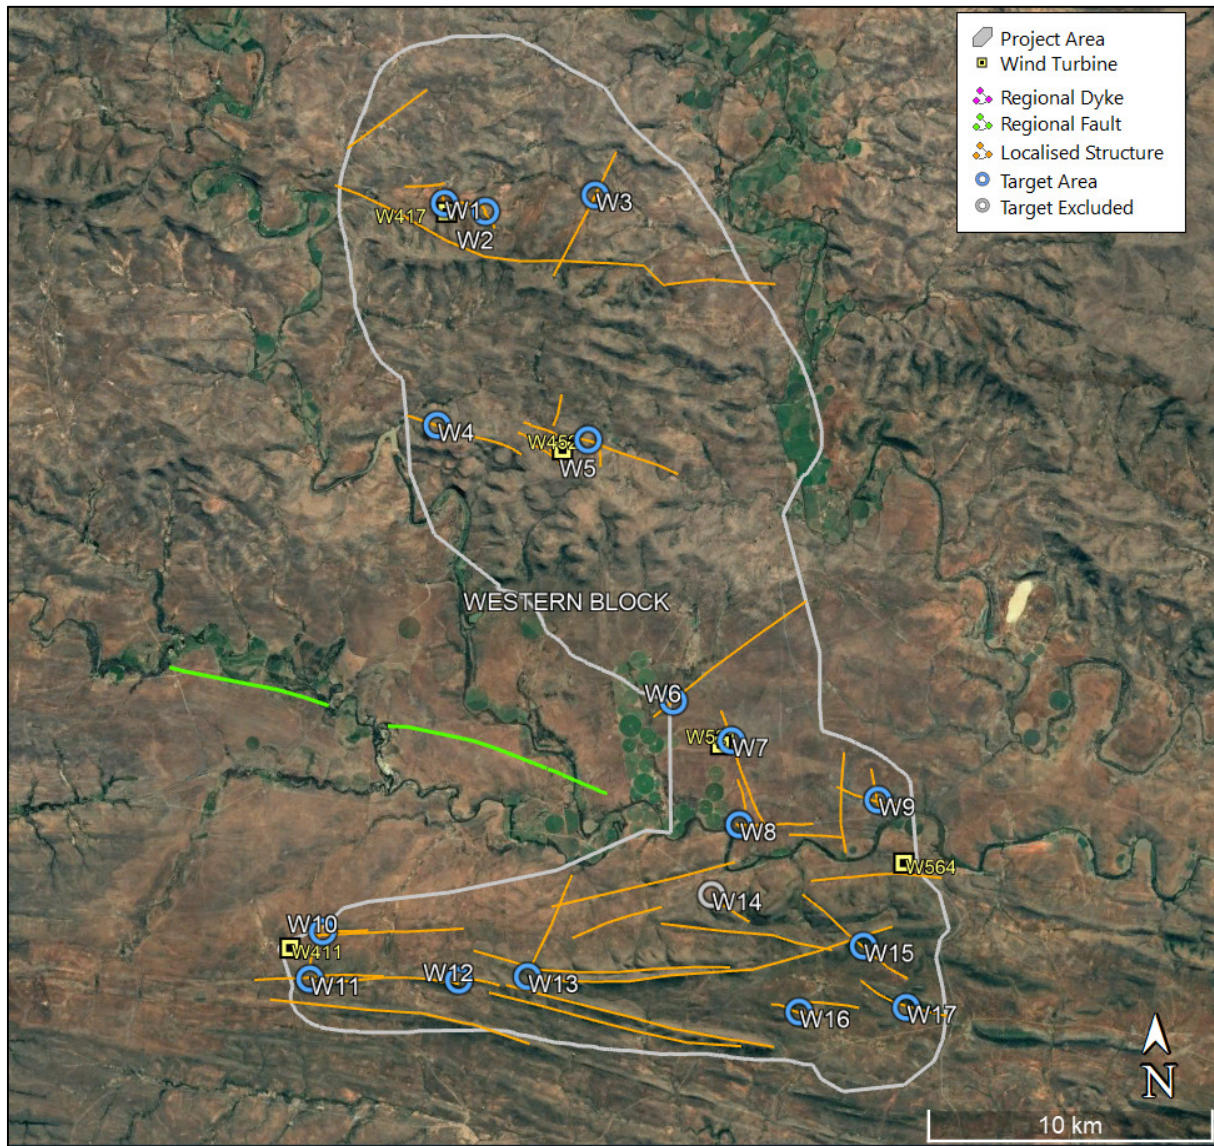 Project Area
Wind Turbine
Regional Dyke
Regional Fault
Localised Structure
Target Area
Target Excluded
W417
W1
W2
W3
W4
W452
W5
WESTERN BLOCK
W6
W7
W8
W9
W564
W14
W10
W411
W11
W12
W13
W15
W16
W17
N
10 km